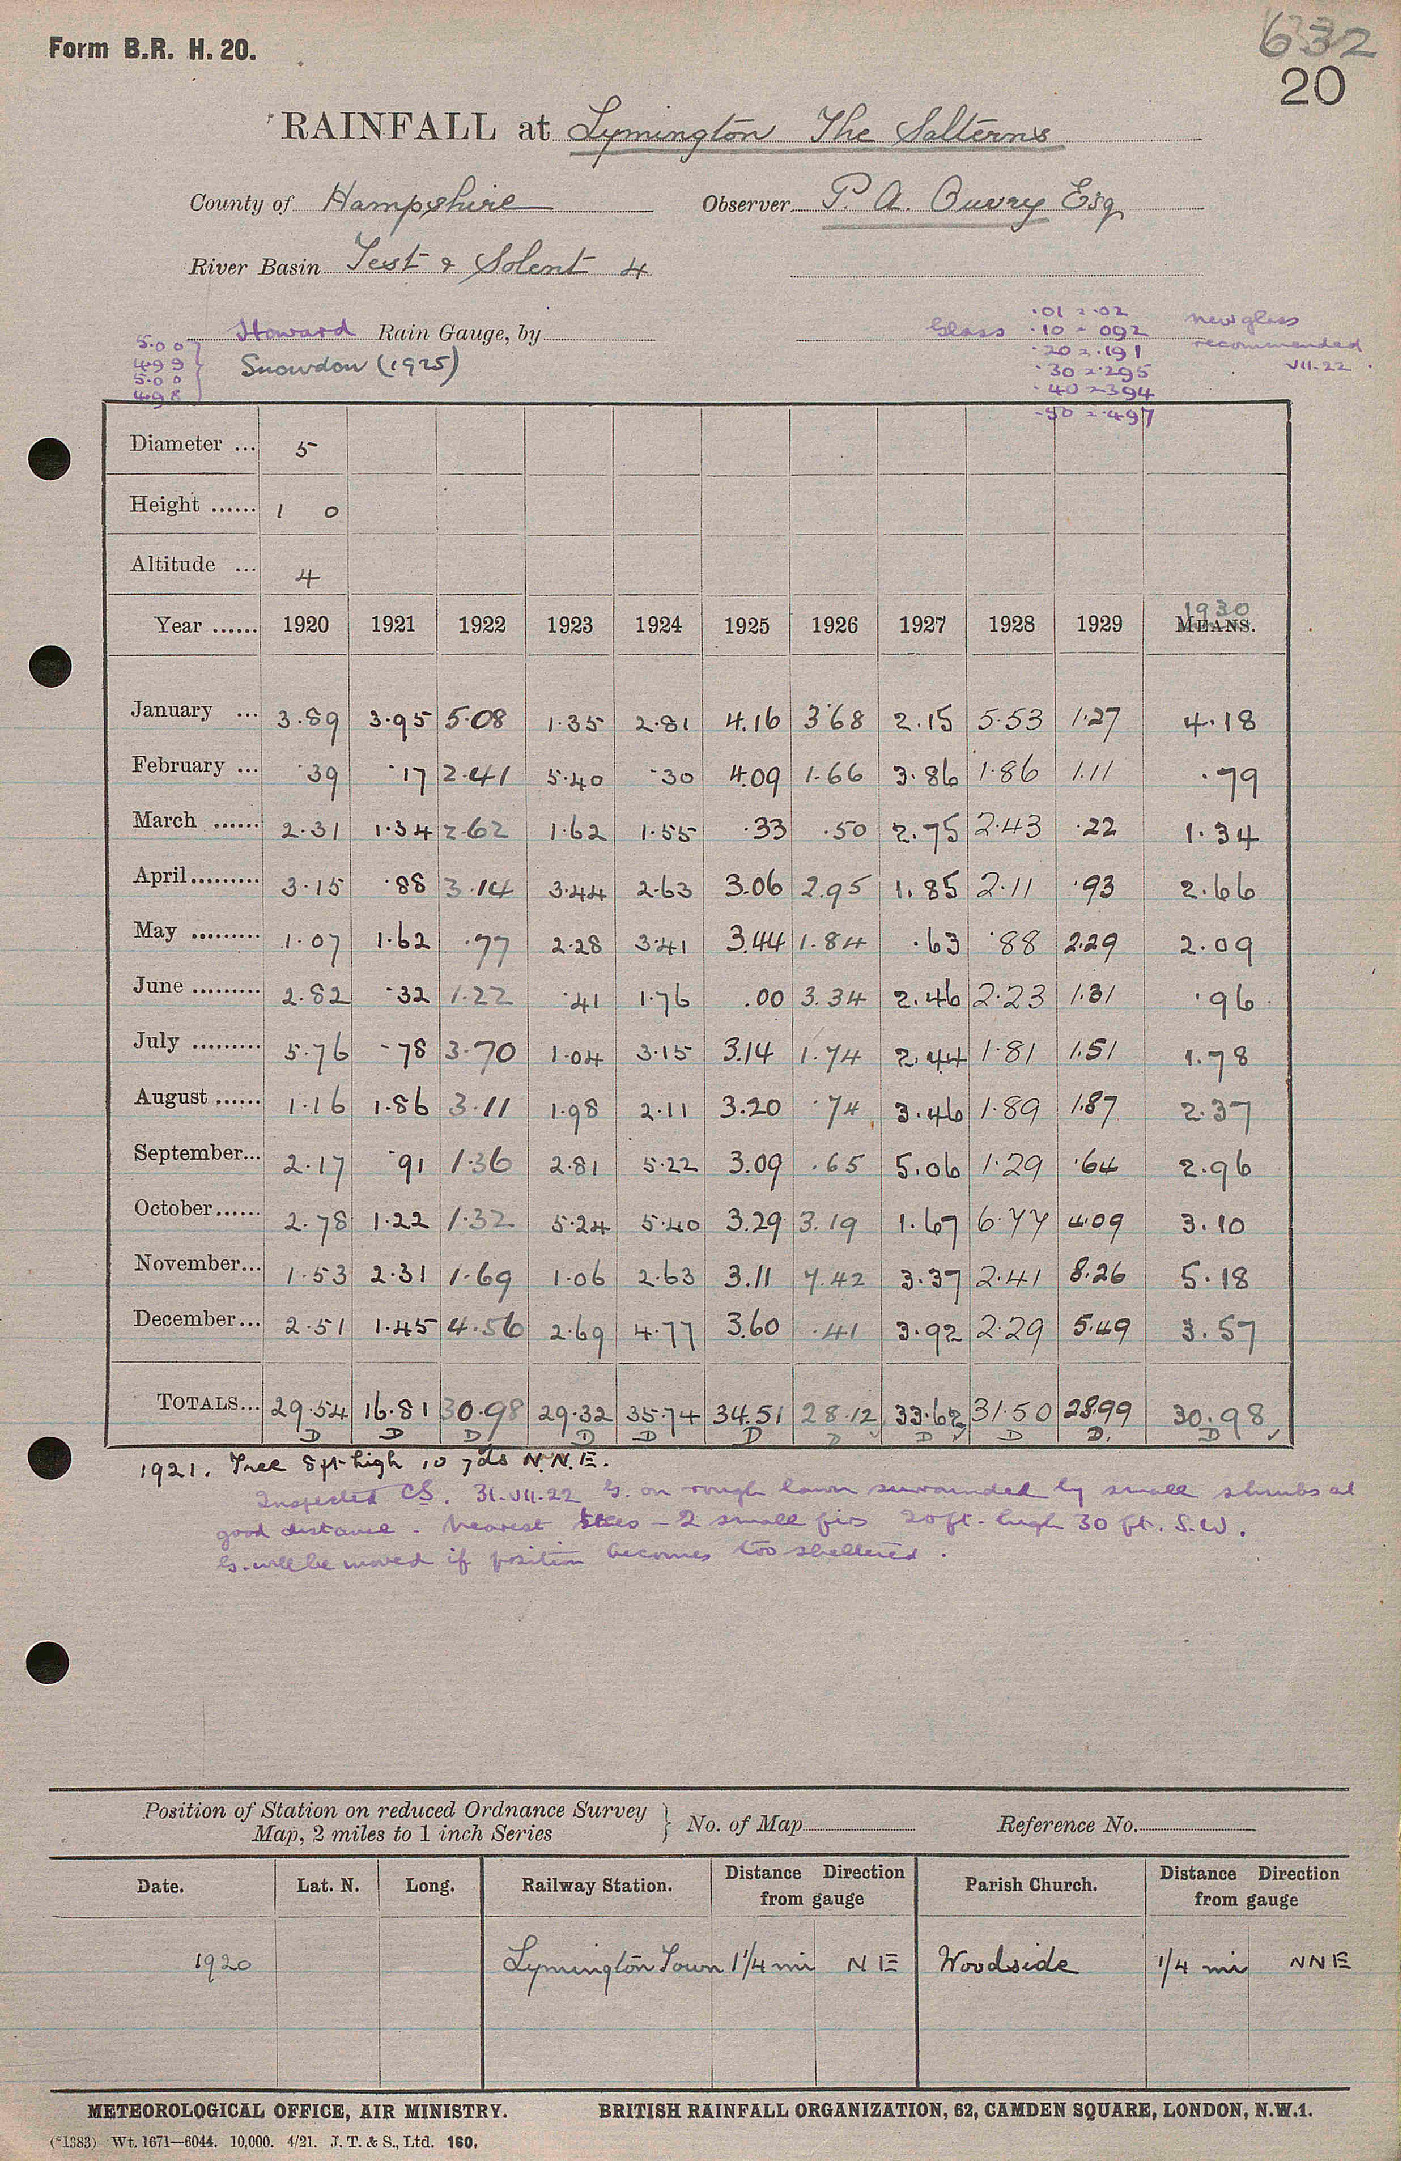 Form B.R. H. 20.
632
20
RAINFALL at Lymington The Salterns
County of Hampshire Observer P. A. Ouvry Esq
River Basin Test & Solent 4
Howard Rain Gauge, by
Snowdon (1925)
5.00
4.99
5.00
4.98
Glass .01 = .02
.10 = .092
.20 = .191
.30 = .295
.40 = 394
.50 = .497
new glass
recommended
VII.22.
Diameter ... 5
Height ...... 1 0
Altitude ... 4
Year ...... 1920 1921 1922 1923 1924 1925 1926 1927 1928 1929 1930 MEANS.
January ... 3.89 3.95 5.08 1.35 2.81 4.16 3.68 2.15 5.53 1.27 4.18
February ... .39 .17 2.41 5.40 .30 4.09 1.66 3.86 1.86 1.11 .79
March ...... 2.31 1.34 2.62 1.62 1.55 .33 .50 2.75 2.43 .22 1.34
April ......... 3.15 .88 3.14 3.44 2.63 3.06 2.95 1.85 2.11 .93 2.66
May ......... 1.07 1.62 .77 2.28 3.41 3.44 1.84 .63 .88 2.29 2.09
June ......... 2.82 .32 1.22 .41 1.76 .00 3.34 2.46 2.23 1.31 .96
July ......... 5.76 .78 3.70 1.04 3.15 3.14 1.74 2.44 1.81 1.51 1.78
August ...... 1.16 1.86 3.11 1.98 2.11 3.20 .74 3.46 1.89 1.87 2.37
September... 2.17 .91 1.36 2.81 5.22 3.09 .65 5.06 1.29 .64 2.96
October ...... 2.78 1.22 1.32 5.24 5.40 3.29 3.19 1.67 6.77 4.09 3.10
November... 1.53 2.31 1.69 1.06 2.63 3.11 7.42 3.37 2.41 8.26 5.18
December... 2.51 1.45 4.56 2.69 4.77 3.60 .41 3.92 2.29 5.49 3.57
TOTALS... 29.54 16.81 30.98 29.32 35.74 34.51 28.12 33.62 31.50 28.99 30.98
D D D D D D D D D D. D
1921. Tree 8 ft high 10 yds N.N.E.
Inspected CS. 31.VII.22 G. on rough lawn surrounded by small shrubs at
good distance. Nearest trees - 2 small firs 20 ft. high 30 ft. S.W.
G. will be moved if position becomes too sheltered.
Position of Station on reduced Ordnance Survey
Map, 2 miles to 1 inch Series } No. of Map Reference No.
Date. Lat. N. Long. Railway Station. Distance Direction from gauge Parish Church. Distance Direction from gauge
1920 Lymington Town 1 1/4 mi N E Woodside 1/4 mi NNE
METEOROLOGICAL OFFICE, AIR MINISTRY. BRITISH RAINFALL ORGANIZATION, 62, CAMDEN SQUARE, LONDON, N.W.1.
(*1383) Wt. 1671—6044. 10,000. 4/21. J. T. & S., Ltd. 160.